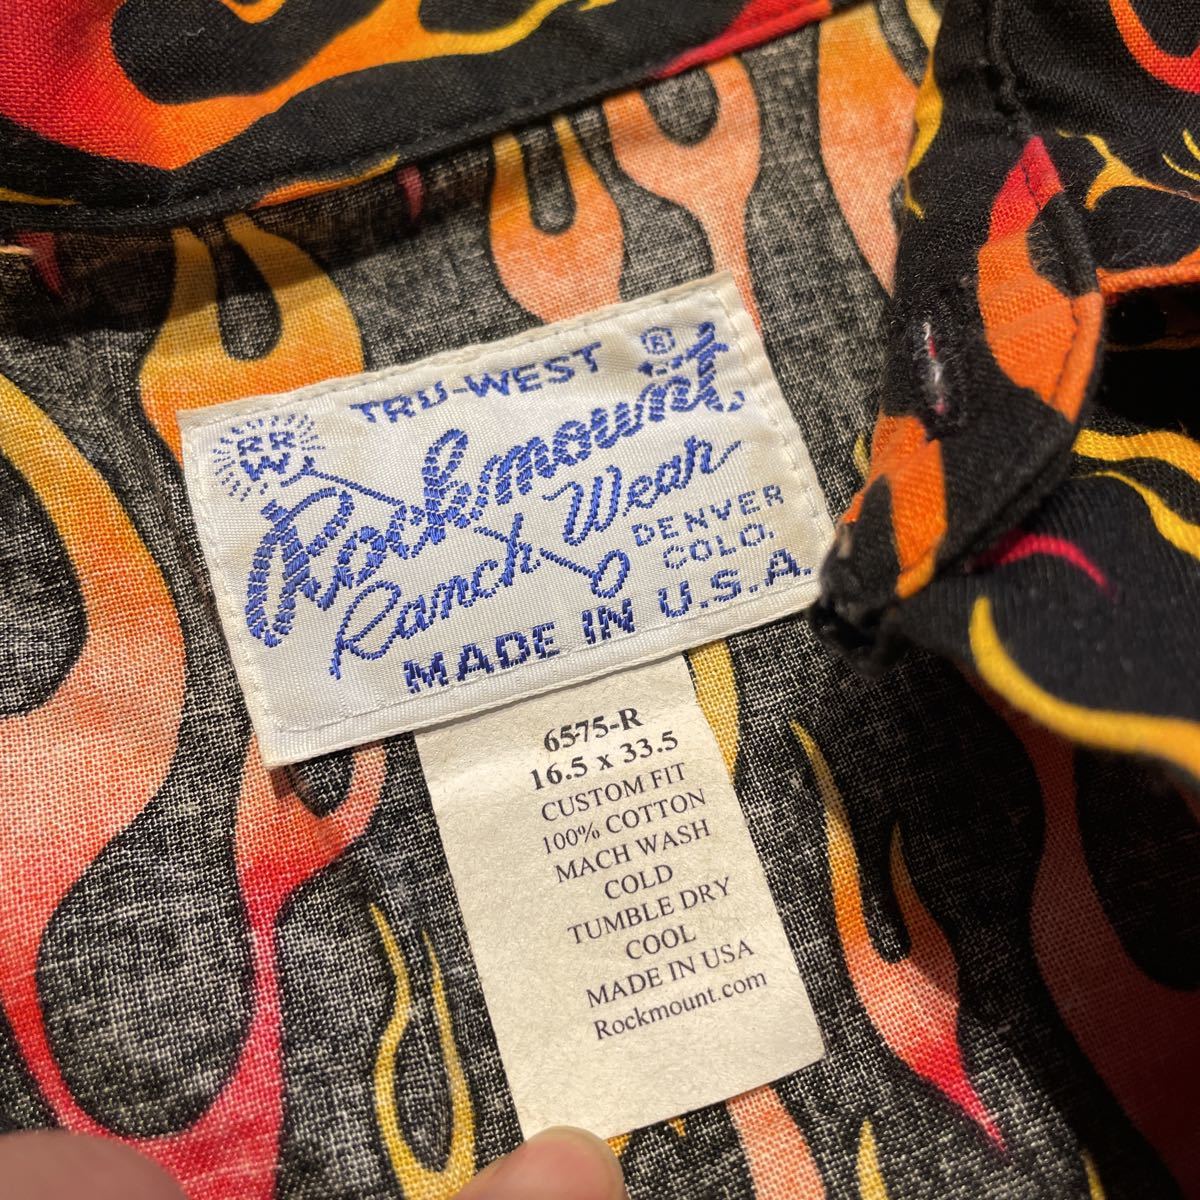 TRU-WEST
®
RR
W
Rockmount
Ranch Wear
DENVER
COLO.
MADE IN U.S.A.
6575-R
16.5 x 33.5
CUSTOM FIT
100% COTTON
MACH WASH
COLD
TUMBLE DRY
COOL
MADE IN USA
Rockmount.com